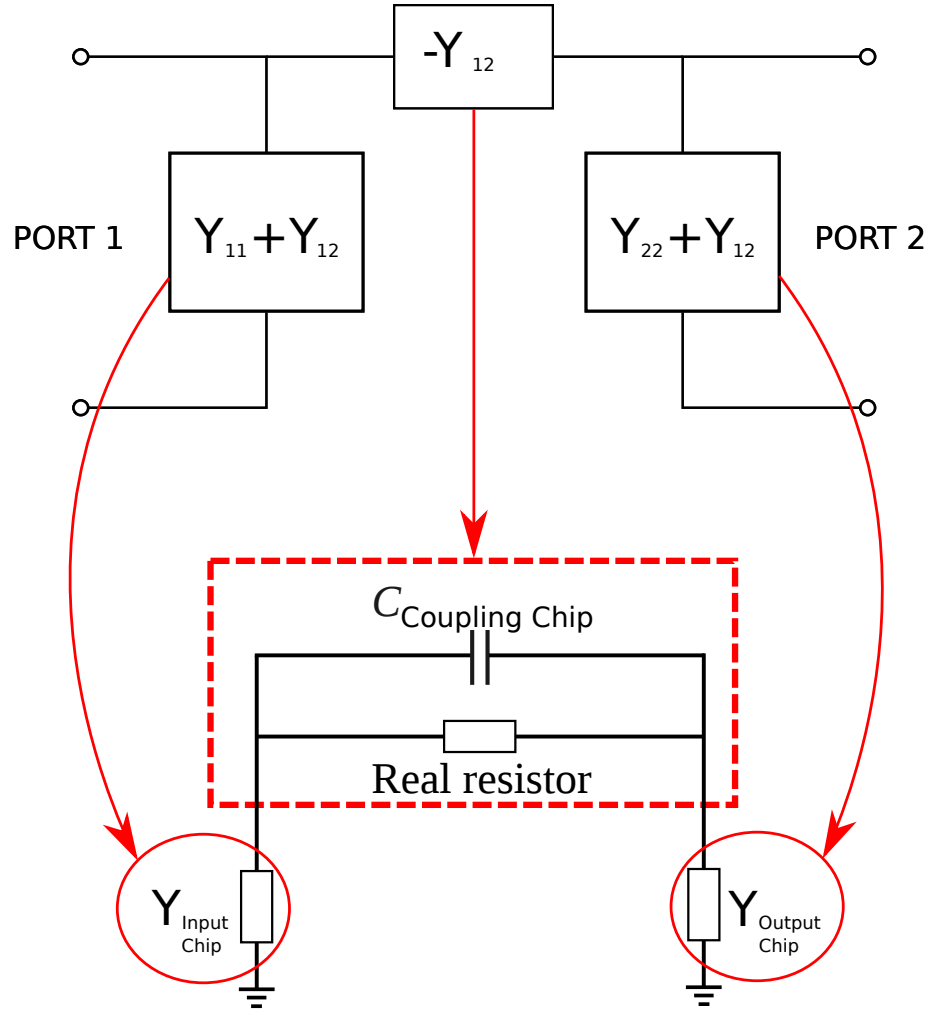 -Y12
PORT 1
Y11+Y12
Y22+Y12
PORT 2
CCoupling Chip
Real resistor
YInput
Chip
YOutput
Chip